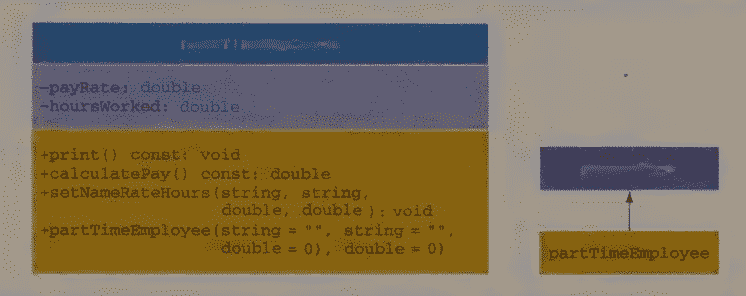 -payRate: double
-hoursWorked: double
+print() const: void
+calculatePay() const: double
+setNameRateHours(string, string,
double, double ): void
+partTimeEmployee(string = "", string = "",
double = 0), double = 0)
partTimeEmployee